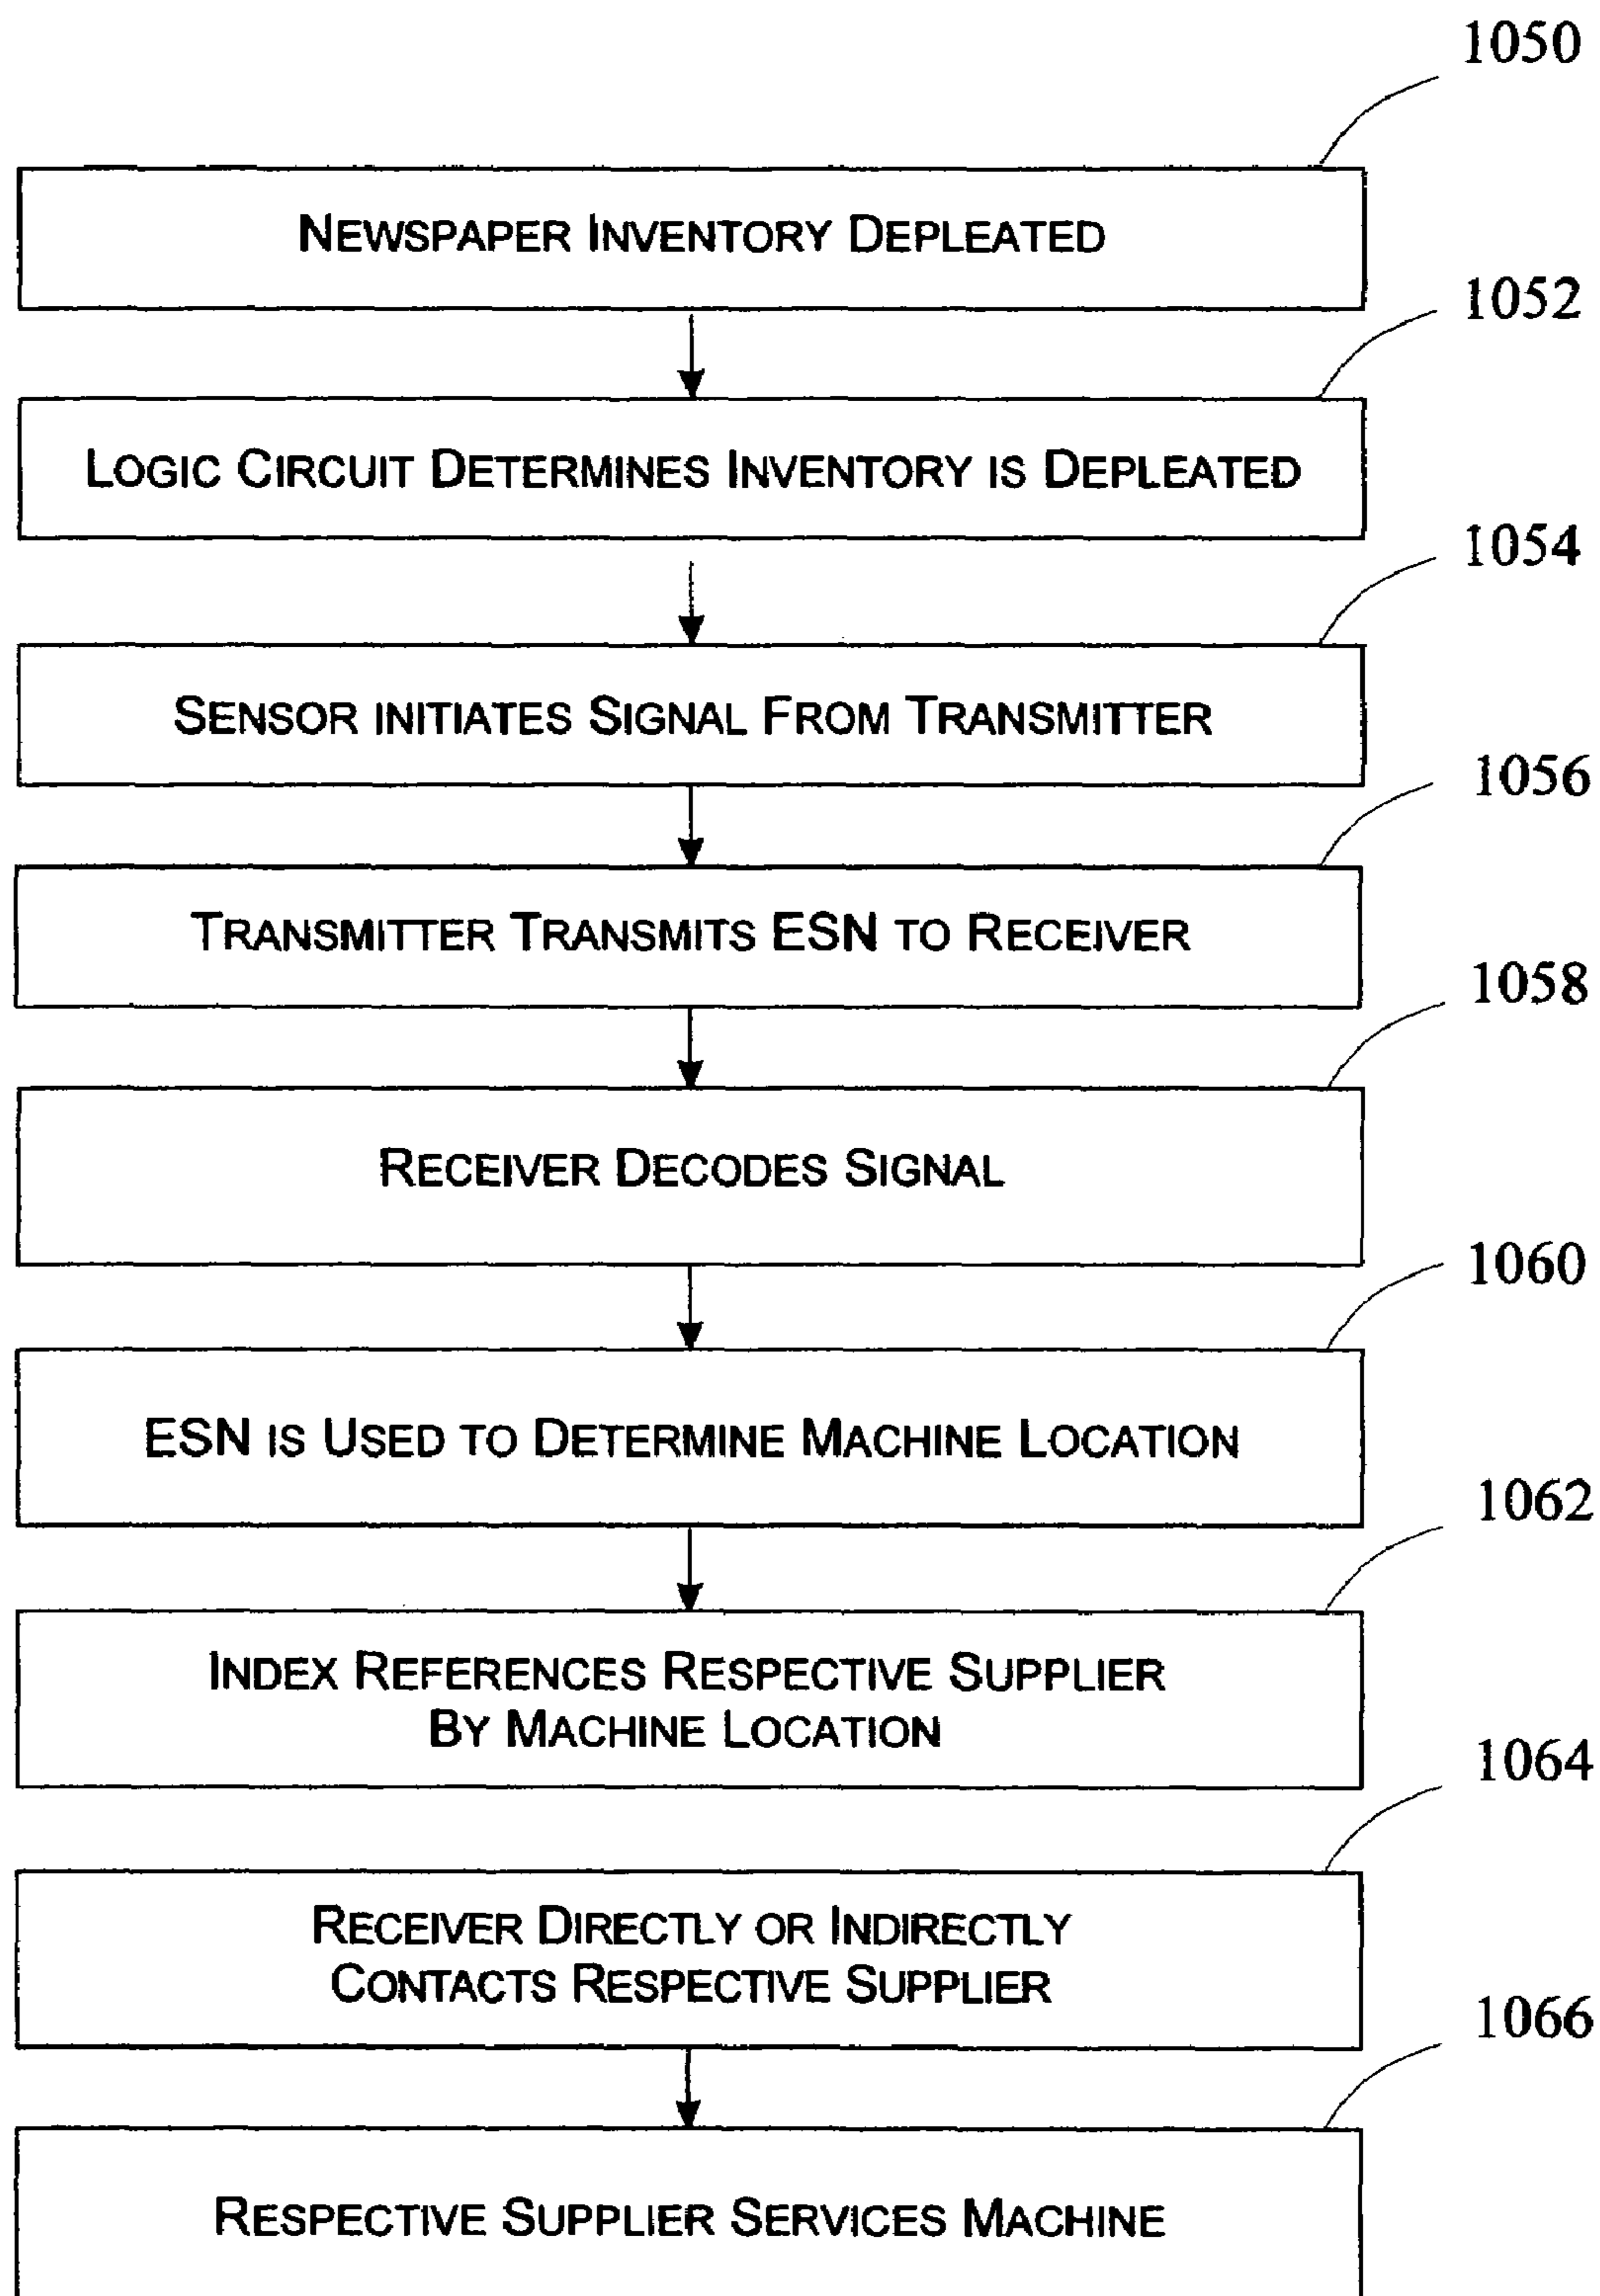 1050
NEWSPAPER INVENTORY DEPLEATED
1052
LOGIC CIRCUIT DETERMINES INVENTORY IS DEPLEATED
1054
SENSOR INITIATES SIGNAL FROM TRANSMITTER
1056
TRANSMITTER TRANSMITS ESN TO RECEIVER
1058
RECEIVER DECODES SIGNAL
1060
ESN IS USED TO DETERMINE MACHINE LOCATION
1062
INDEX REFERENCES RESPECTIVE SUPPLIER
BY MACHINE LOCATION
1064
RECEIVER DIRECTLY OR INDIRECTLY
CONTACTS RESPECTIVE SUPPLIER
1066
RESPECTIVE SUPPLIER SERVICES MACHINE